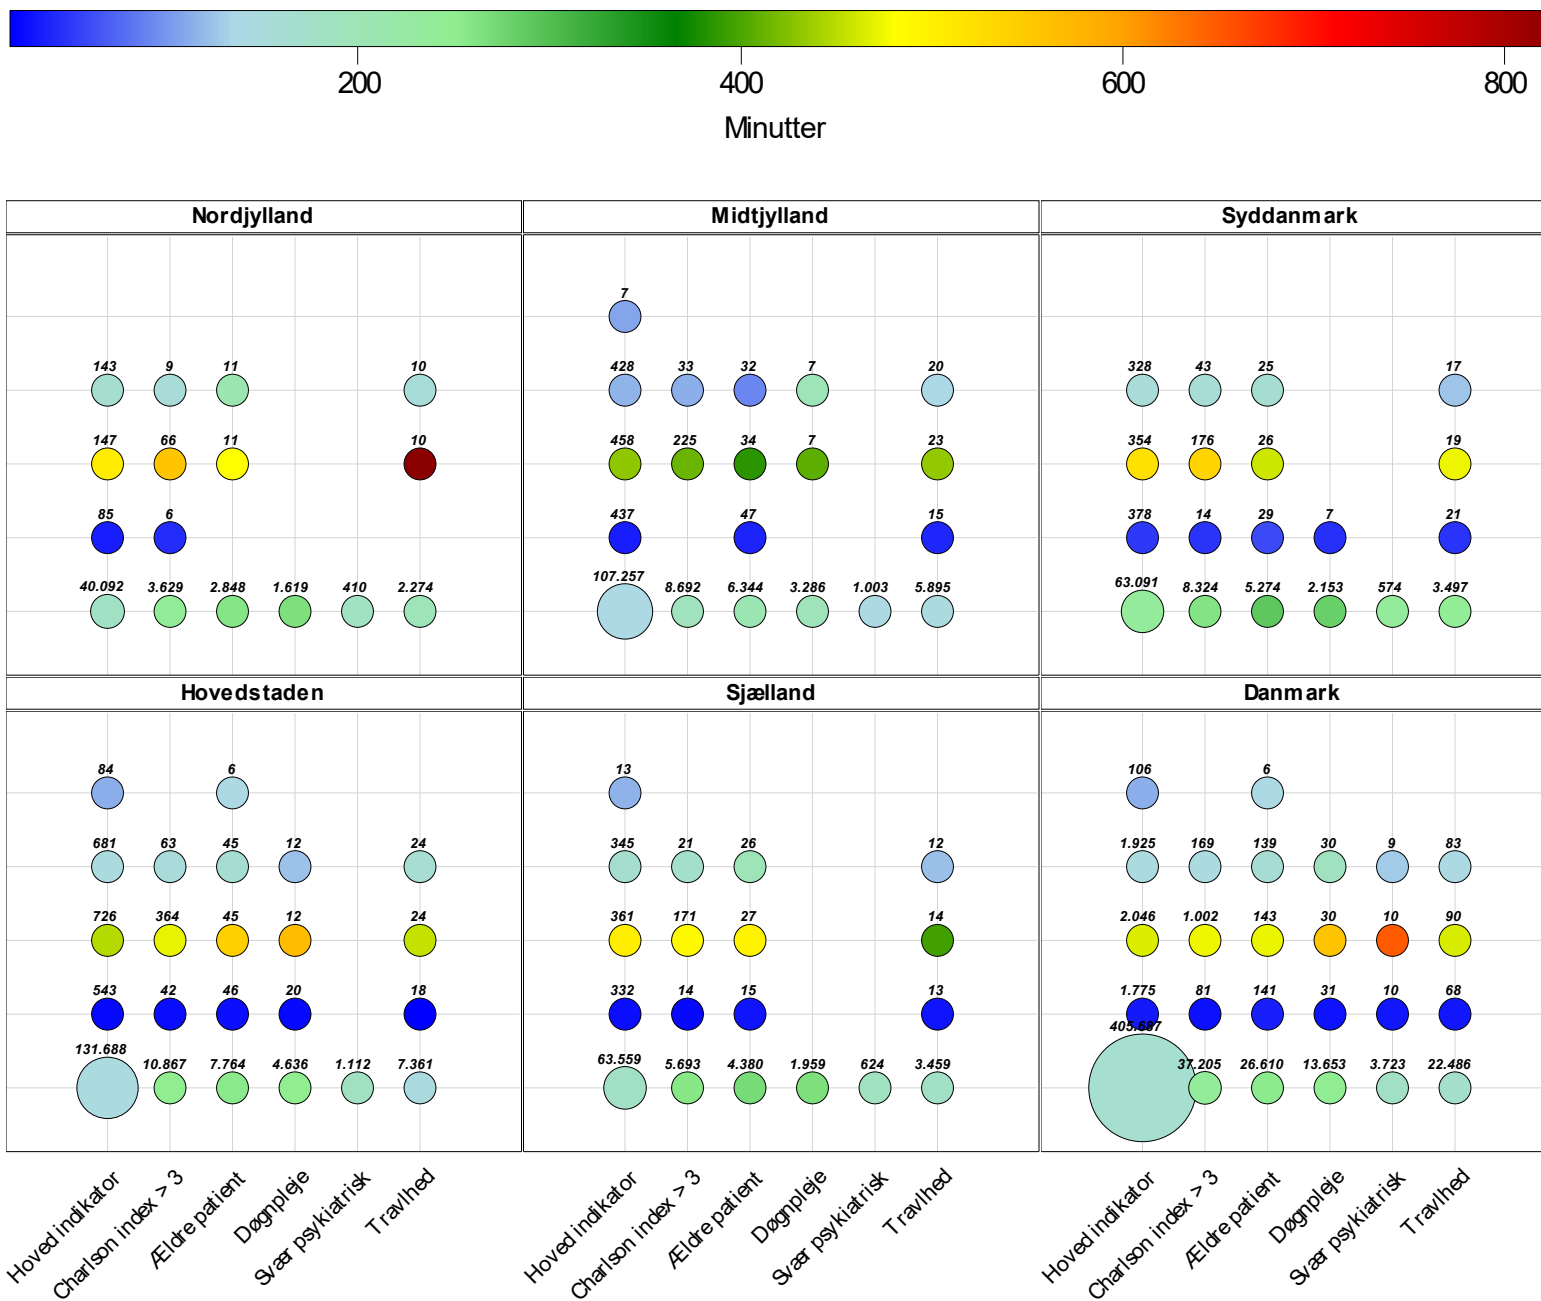 200 400 600 800
Minutter
Nordjylland Midtjylland Syddanmark
7
143 9 11 10 428 33 32 7 20 328 43 25 17
147 66 11 10 458 225 34 7 23 354 176 26 19
85 6 437 47 15 378 14 29 7 21
40.092 3.629 2.848 1.619 410 2.274 107.257 8.692 6.344 3.286 1.003 5.895 63.091 8.324 5.274 2.153 574 3.497
Hovedstaden Sjælland Danmark
84 6 13 106 6
681 63 45 12 24 345 21 26 12 1.925 169 139 30 9 83
726 364 45 12 24 361 171 27 14 2.046 1.002 143 30 10 90
543 42 46 20 18 332 14 15 13 1.775 81 141 31 10 68
131.688 10.867 7.764 4.636 1.112 7.361 63.559 5.693 4.380 1.959 624 3.459 405.687 37.205 26.610 13.653 3.723 22.486
Hoved indikator Charlson index > 3 Ældre patient Døgnpleje Svær psykiatrisk Travlhed Hoved indikator Charlson index > 3 Ældre patient Døgnpleje Svær psykiatrisk Travlhed Hoved indikator Charlson index > 3 Ældre patient Døgnpleje Svær psykiatrisk Travlhed